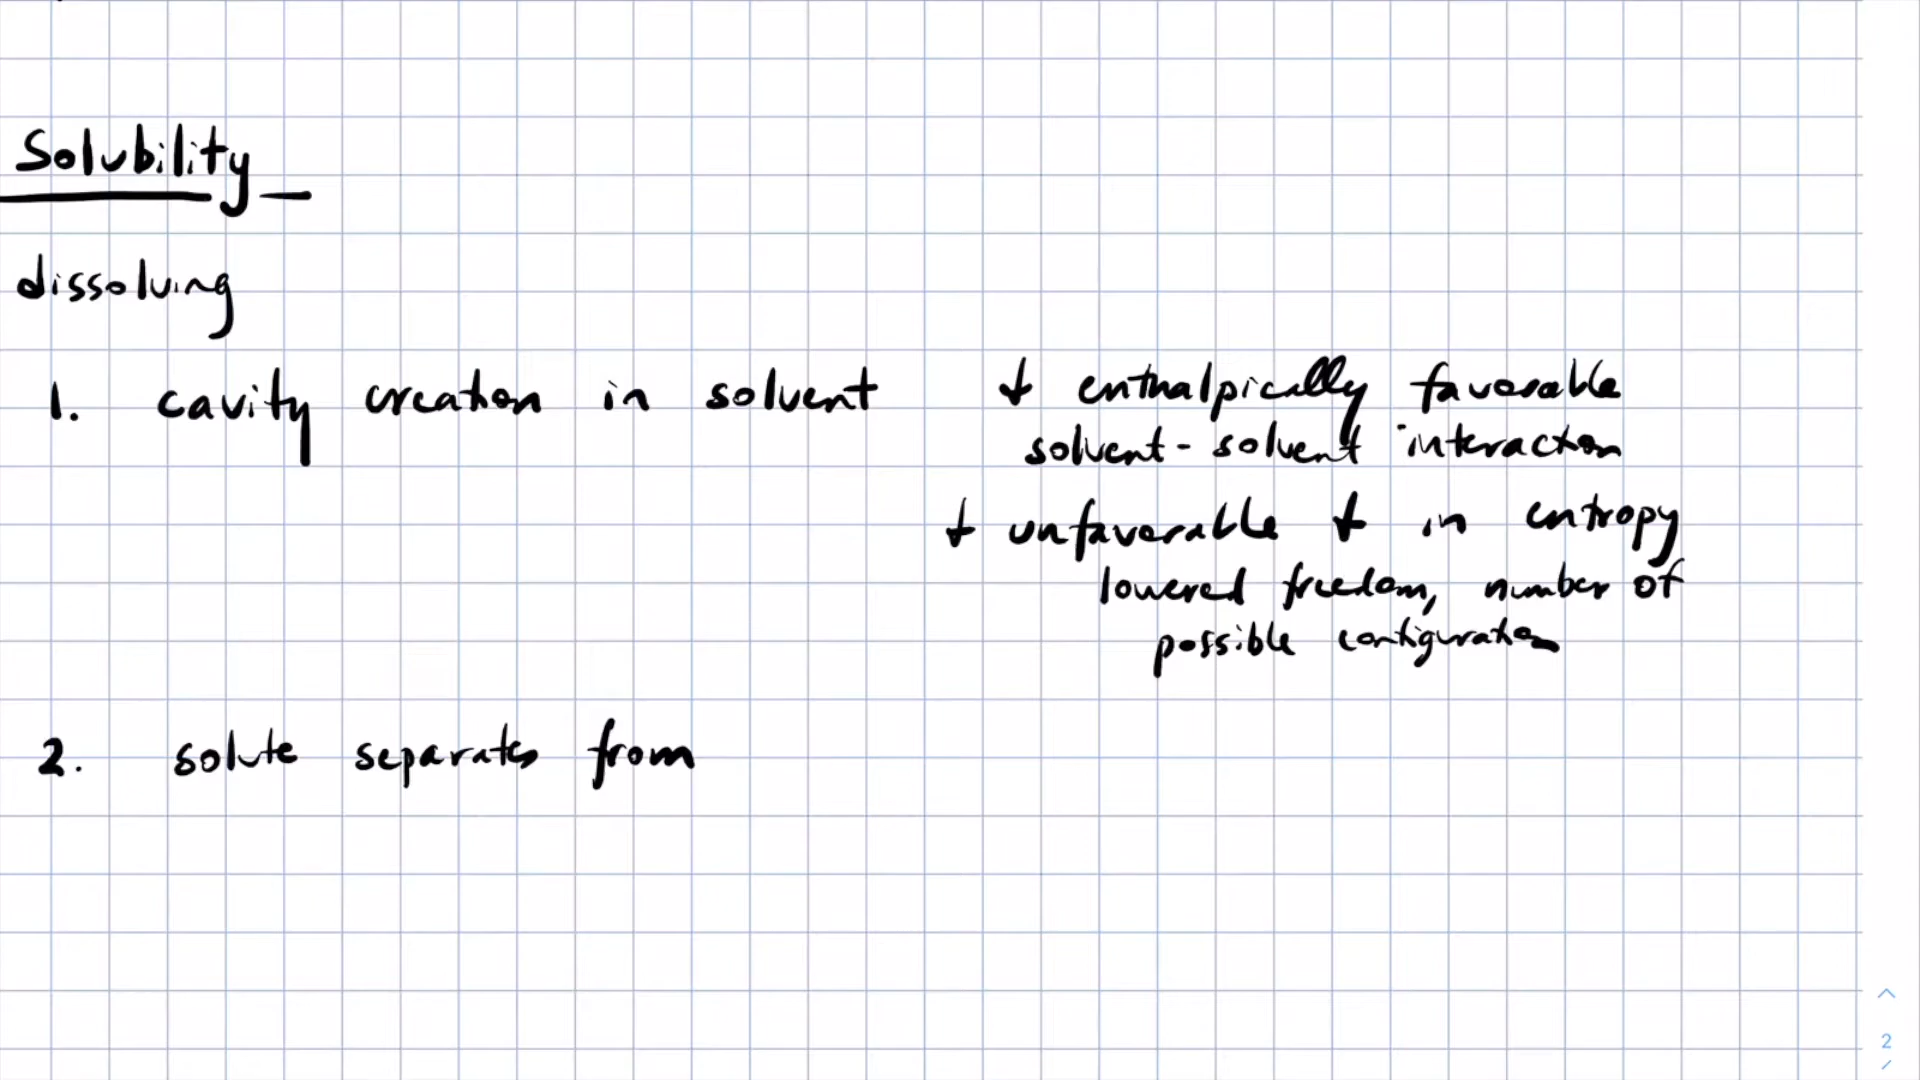 Solubility
dissolving
1. cavity creation in solvent
↓ enthalpically favorable
solvent - solvent interaction
↓ unfavorable ↓ in entropy
lowered freedom, number of
possible configuration
2. solute separates from
2